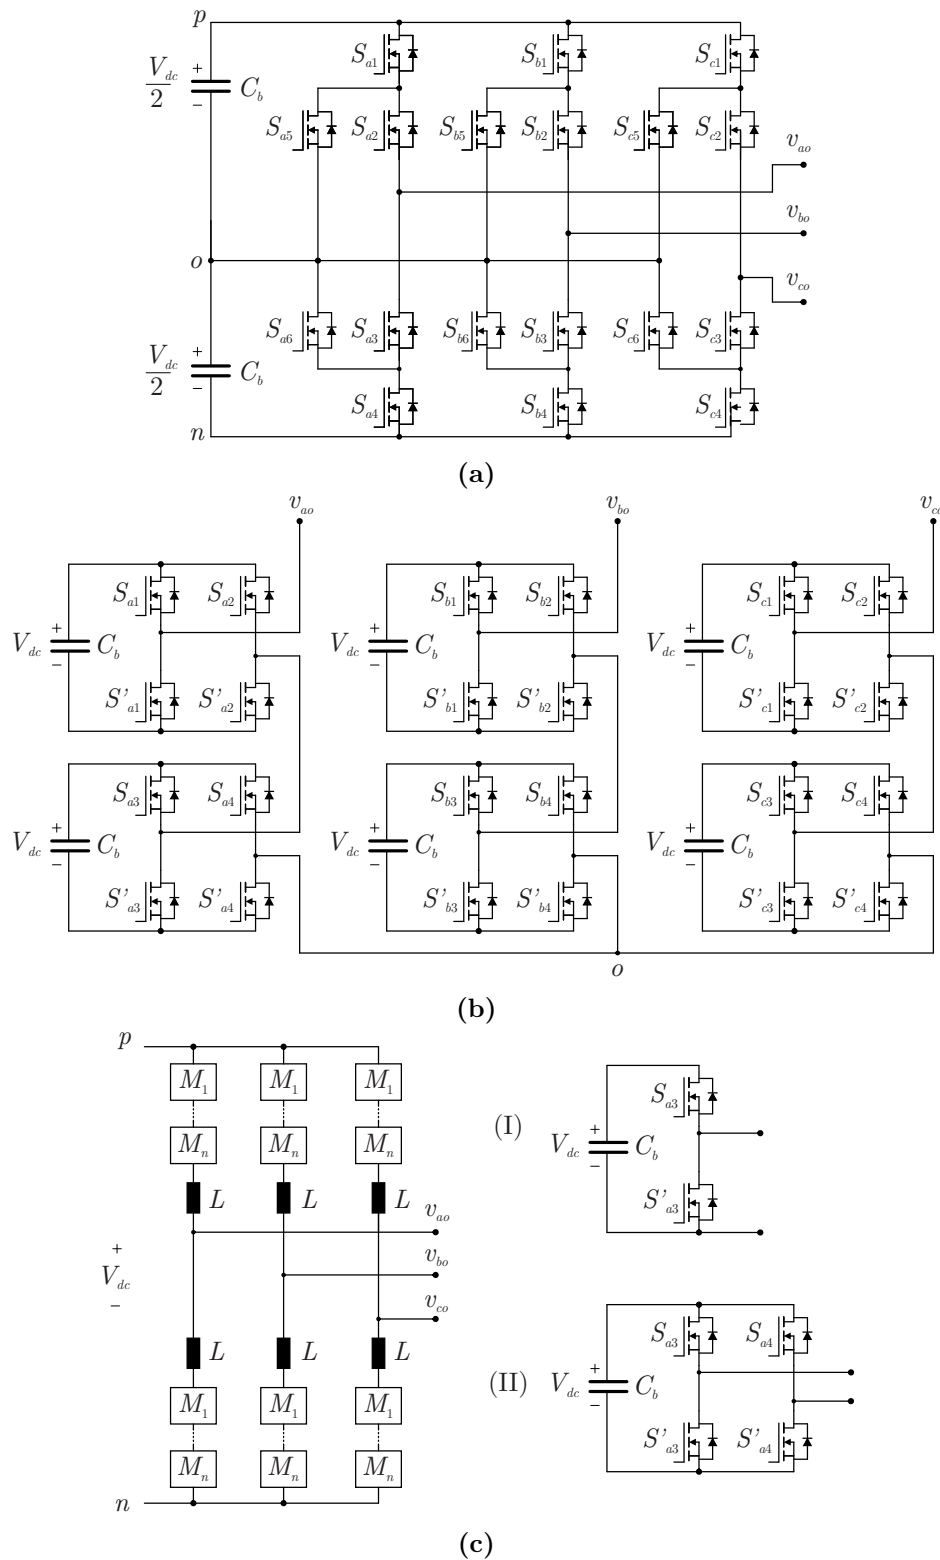 p
V_dc/2 + − C_b
S_a1 S_b1 S_c1
S_a5 S_a2 S_b5 S_b2 S_c5 S_c2
v_ao
v_bo
o
v_co
S_a6 S_a3 S_b6 S_b3 S_c6 S_c3
V_dc/2 + − C_b
S_a4 S_b4 S_c4
n
(a)
v_ao v_bo v_co
S_a1 S_a2 S_b1 S_b2 S_c1 S_c2
V_dc + − C_b V_dc + − C_b V_dc + − C_b
S'_a1 S'_a2 S'_b1 S'_b2 S'_c1 S'_c2
S_a3 S_a4 S_b3 S_b4 S_c3 S_c4
V_dc + − C_b V_dc + − C_b V_dc + − C_b
S'_a3 S'_a4 S'_b3 S'_b4 S'_c3 S'_c4
o
(b)
p
M_1 M_1 M_1
M_n M_n M_n
L L L
v_ao
+ V_dc −
v_bo
v_co
L L L
M_1 M_1 M_1
M_n M_n M_n
n
(I)
S_a3
V_dc + − C_b
S'_a3
(II)
S_a3 S_a4
V_dc + − C_b
S'_a3 S'_a4
(c)